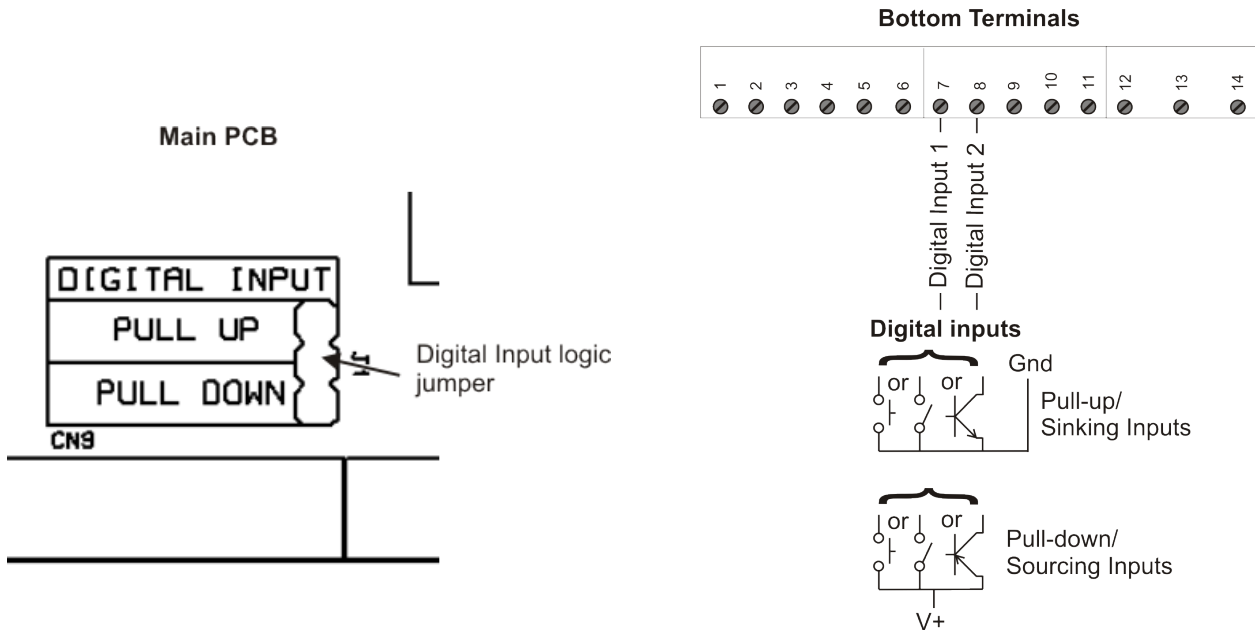 Main PCB
DIGITAL INPUT
PULL UP
PULL DOWN
J1
CN9
Digital Input logic
jumper
Bottom Terminals
1 2 3 4 5 6 7 8 9 10 11 12 13 14
Digital Input 1
Digital Input 2
Digital inputs
or or
Gnd
Pull-up/
Sinking Inputs
or or
Pull-down/
Sourcing Inputs
V+